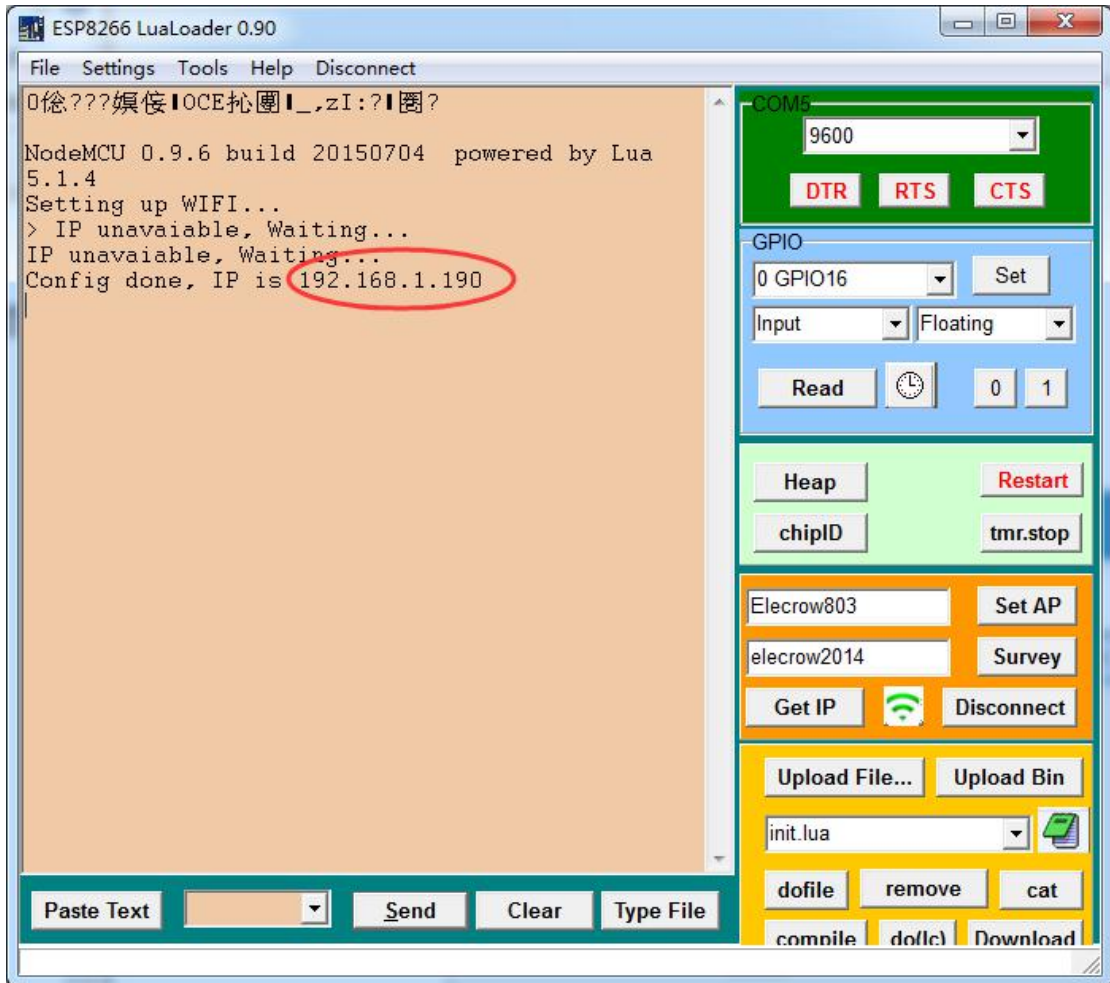 ESP8266 LuaLoader 0.90
File Settings Tools Help Disconnect
???
NodeMCU 0.9.6 build 20150704 powered by Lua
5.1.4
Setting up WIFI...
> IP unavaiable, Waiting...
IP unavaiable, Waiting...
Config done, IP is 192.168.1.190
COM5
9600
DTR RTS CTS
GPIO
0 GPIO16 Set
Input Floating
Read 0 1
Heap Restart
chipID tmr.stop
Elecrow803 Set AP
elecrow2014 Survey
Get IP Disconnect
Upload File... Upload Bin
init.lua
dofile remove cat
compile do(lc) Download
Paste Text Send Clear Type File